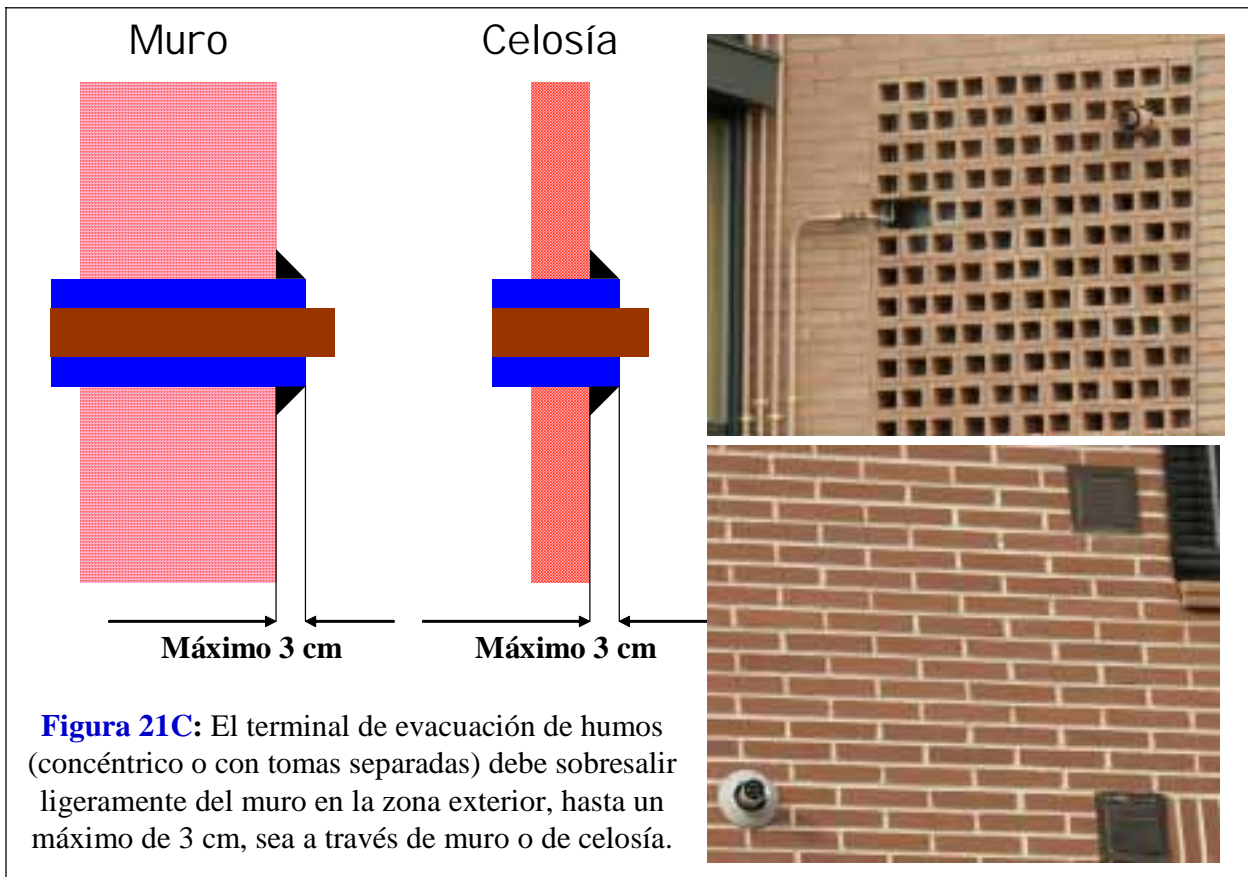 Muro
Celosía
Máximo 3 cm
Máximo 3 cm
Figura 21C: El terminal de evacuación de humos
(concéntrico o con tomas separadas) debe sobresalir
ligeramente del muro en la zona exterior, hasta un
máximo de 3 cm, sea a través de muro o de celosía.